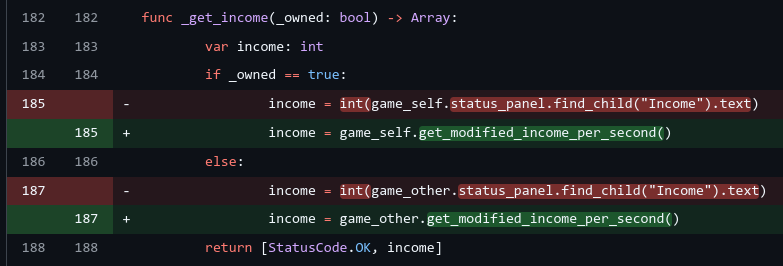 182 182 func _get_income(_owned: bool) -> Array:
183 183 var income: int
184 184 if _owned == true:
185 - income = int(game_self.status_panel.find_child("Income").text)
185 + income = game_self.get_modified_income_per_second()
186 186 else:
187 - income = int(game_other.status_panel.find_child("Income").text)
187 + income = game_other.get_modified_income_per_second()
188 188 return [StatusCode.OK, income]